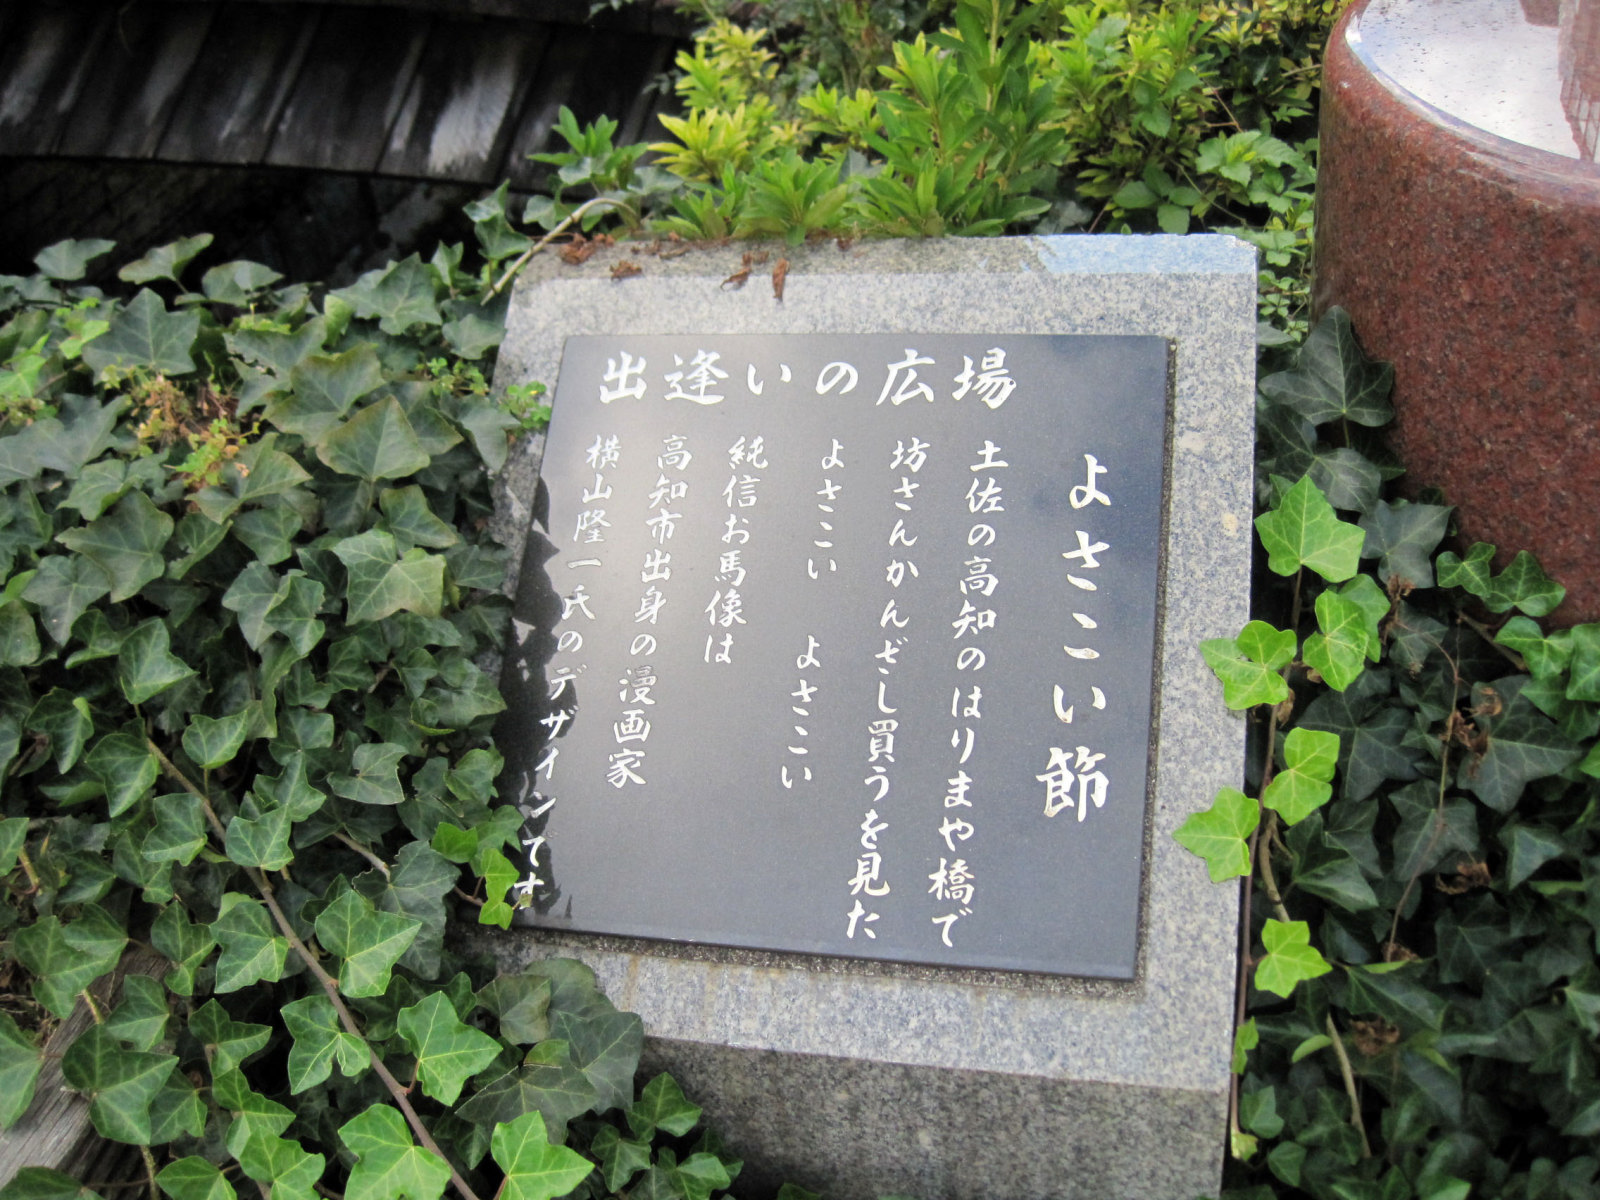 出逢いの広場
よさこい節
土佐の高知のはりまや橋で
坊さんかんざし買うを見た
よさこい よさこい
純信お馬像は
高知市出身の漫画家
横山隆一氏のデザインです